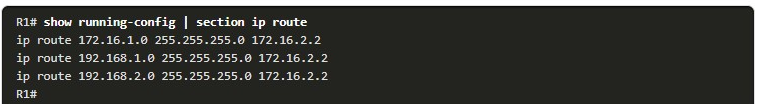 R1# show running-config | section ip route
ip route 172.16.1.0 255.255.255.0 172.16.2.2
ip route 192.168.1.0 255.255.255.0 172.16.2.2
ip route 192.168.2.0 255.255.255.0 172.16.2.2
R1#